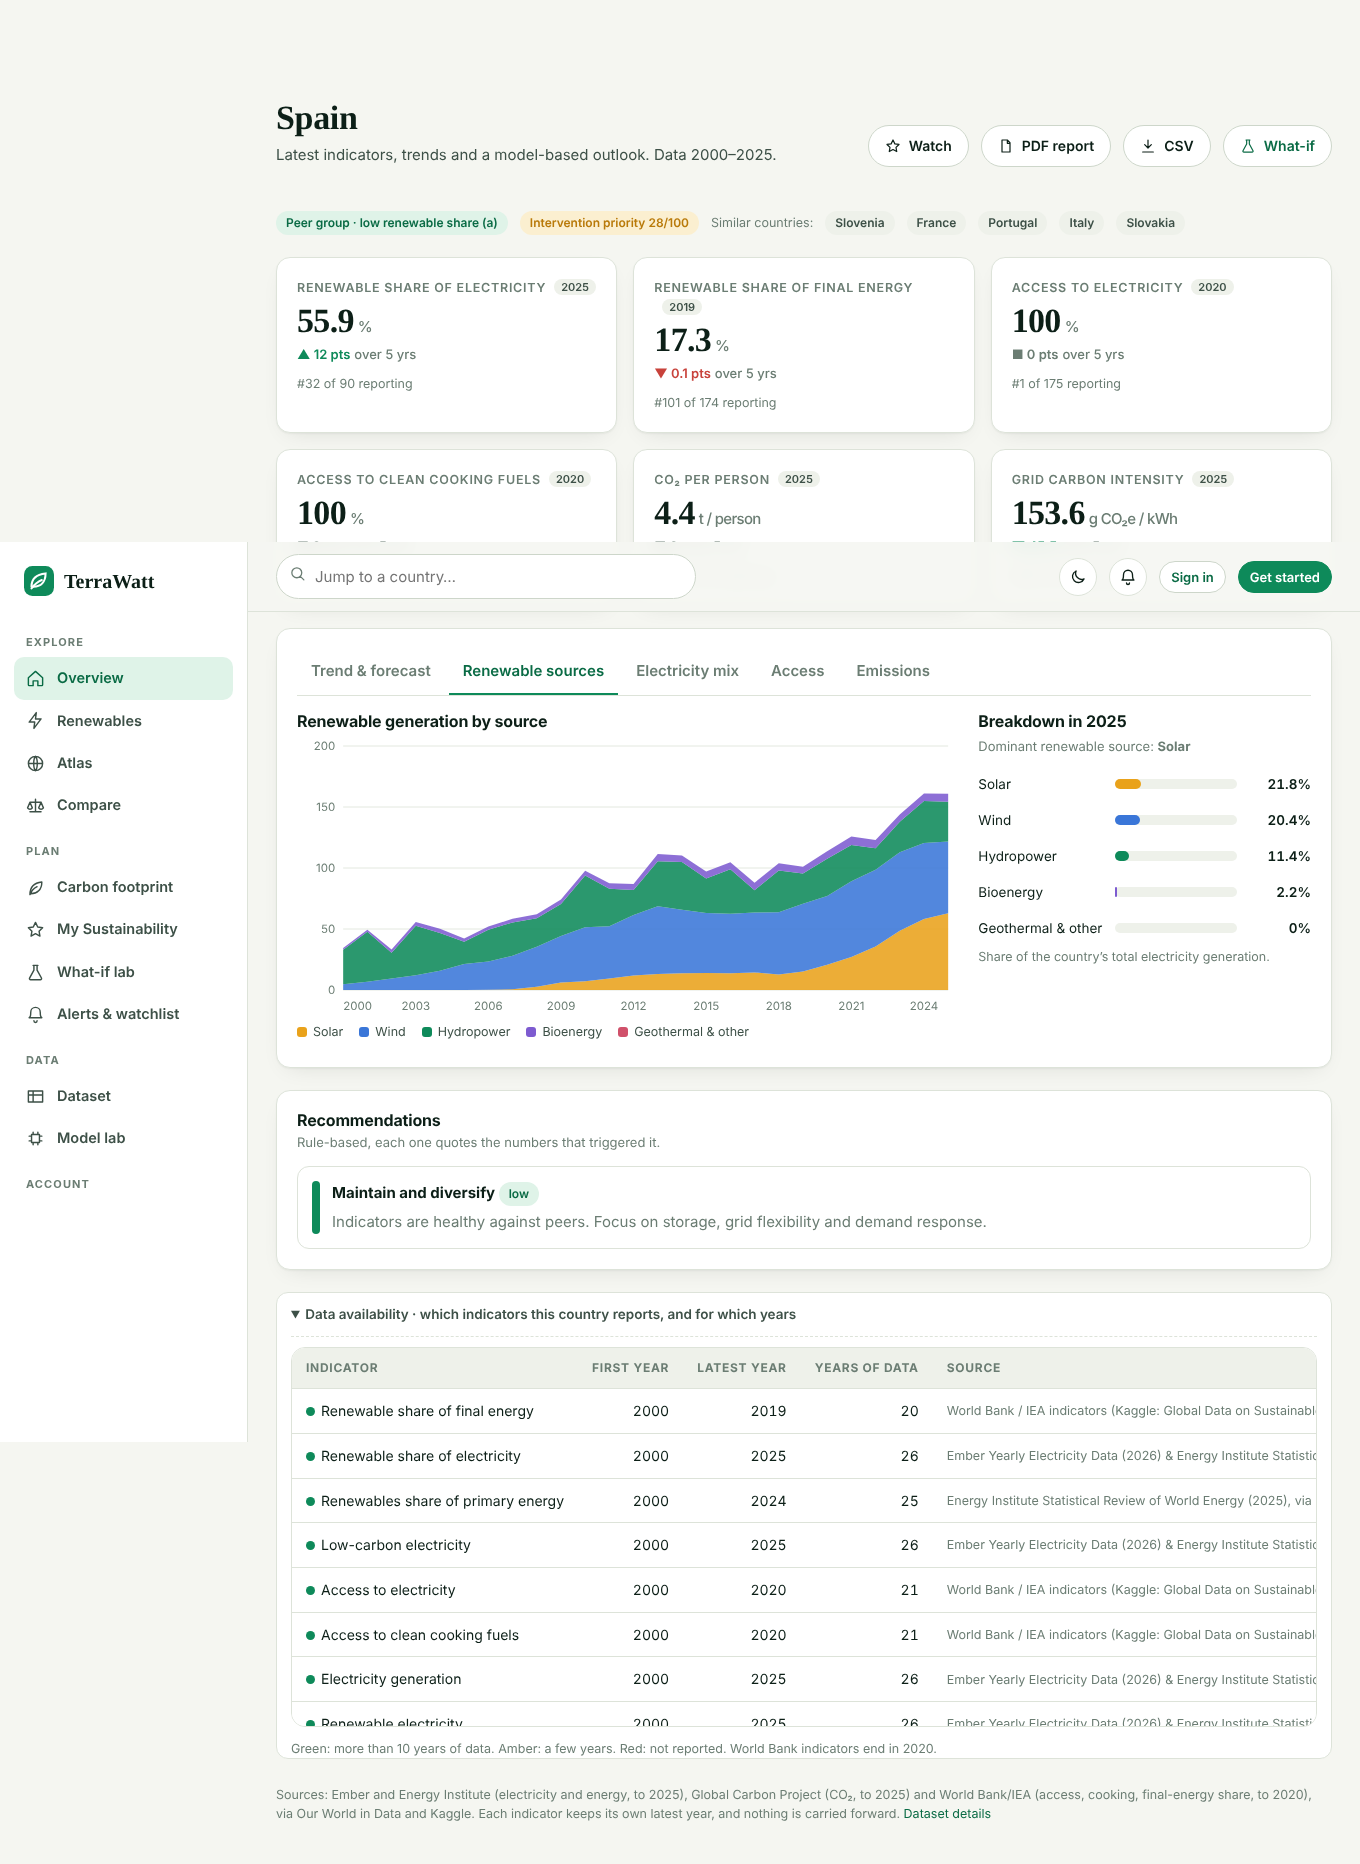 Spain
Latest indicators, trends and a model-based outlook. Data 2000–2025.
Watch
PDF report
CSV
What-if
Peer group · low renewable share (a)
Intervention priority 28/100
Similar countries:
Slovenia
France
Portugal
Italy
Slovakia
RENEWABLE SHARE OF ELECTRICITY 2025
55.9 %
▲ 12 pts over 5 yrs
#32 of 90 reporting
RENEWABLE SHARE OF FINAL ENERGY
2019
17.3 %
▼ 0.1 pts over 5 yrs
#101 of 174 reporting
ACCESS TO ELECTRICITY 2020
100 %
■ 0 pts over 5 yrs
#1 of 175 reporting
ACCESS TO CLEAN COOKING FUELS 2020
100 %
CO₂ PER PERSON 2025
4.4 t / person
GRID CARBON INTENSITY 2025
153.6 g CO₂e / kWh
TerraWatt
Jump to a country...
Sign in
Get started
EXPLORE
Overview
Renewables
Atlas
Compare
PLAN
Carbon footprint
My Sustainability
What-if lab
Alerts & watchlist
DATA
Dataset
Model lab
ACCOUNT
Trend & forecast
Renewable sources
Electricity mix
Access
Emissions
Renewable generation by source
200
150
100
50
0
2000 2003 2006 2009 2012 2015 2018 2021 2024
Solar
Wind
Hydropower
Bioenergy
Geothermal & other
Breakdown in 2025
Dominant renewable source: Solar
Solar 21.8%
Wind 20.4%
Hydropower 11.4%
Bioenergy 2.2%
Geothermal & other 0%
Share of the country's total electricity generation.
Recommendations
Rule-based, each one quotes the numbers that triggered it.
Maintain and diversify low
Indicators are healthy against peers. Focus on storage, grid flexibility and demand response.
▼ Data availability · which indicators this country reports, and for which years
INDICATOR FIRST YEAR LATEST YEAR YEARS OF DATA SOURCE
Renewable share of final energy 2000 2019 20 World Bank / IEA indicators (Kaggle: Global Data on Sustainabl
Renewable share of electricity 2000 2025 26 Ember Yearly Electricity Data (2026) & Energy Institute Statistic
Renewables share of primary energy 2000 2024 25 Energy Institute Statistical Review of World Energy (2025), via
Low-carbon electricity 2000 2025 26 Ember Yearly Electricity Data (2026) & Energy Institute Statistic
Access to electricity 2000 2020 21 World Bank / IEA indicators (Kaggle: Global Data on Sustainabl
Access to clean cooking fuels 2000 2020 21 World Bank / IEA indicators (Kaggle: Global Data on Sustainabl
Electricity generation 2000 2025 26 Ember Yearly Electricity Data (2026) & Energy Institute Statistic
Renewable electricity 2000 2025 26 Ember Yearly Electricity Data (2026) & Energy Institute Statisti
Green: more than 10 years of data. Amber: a few years. Red: not reported. World Bank indicators end in 2020.
Sources: Ember and Energy Institute (electricity and energy, to 2025), Global Carbon Project (CO₂, to 2025) and World Bank/IEA (access, cooking, final-energy share, to 2020),
via Our World in Data and Kaggle. Each indicator keeps its own latest year, and nothing is carried forward. Dataset details